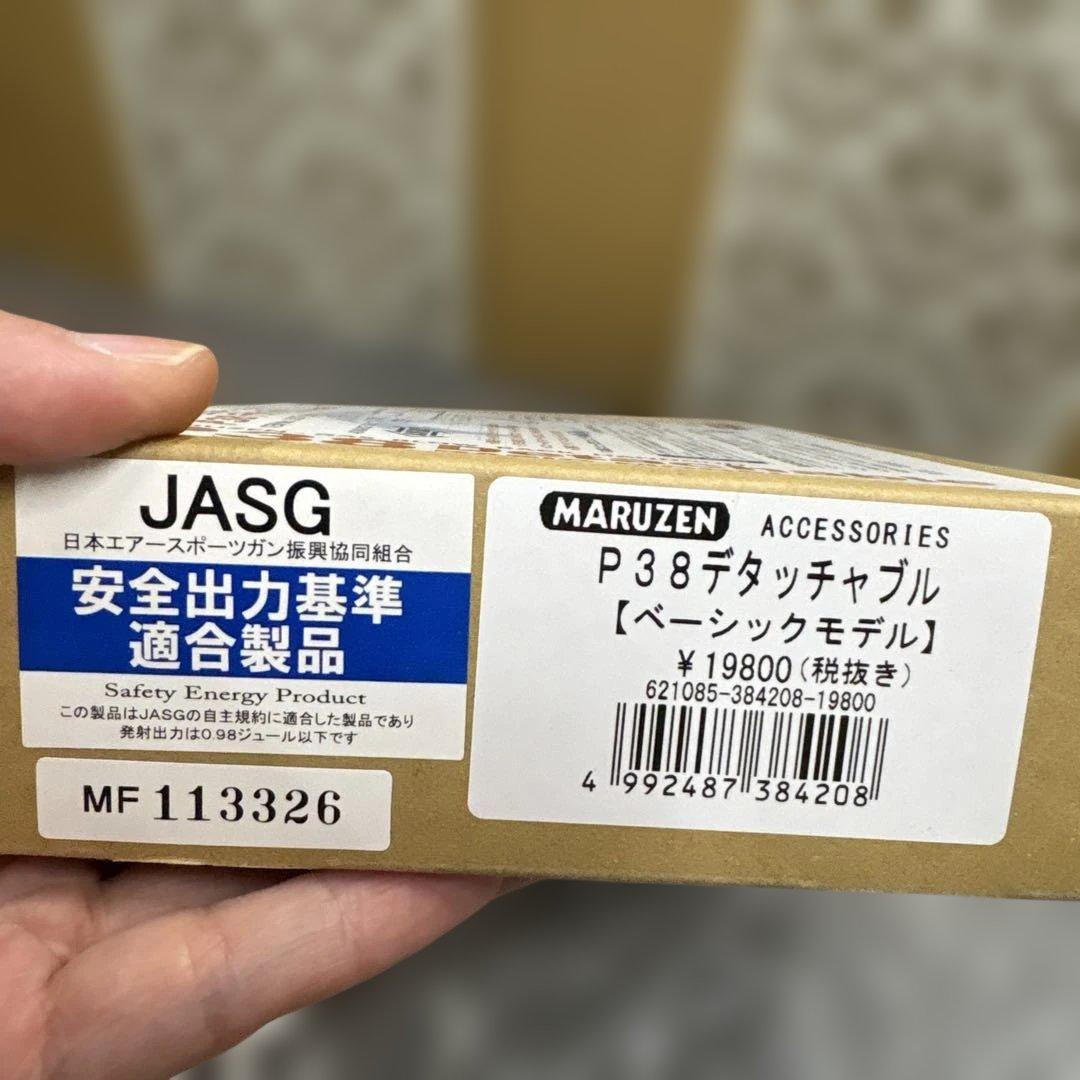 JASG
日本エアースポーツガン振興協同組合
安全出力基準
適合製品
Safety Energy Product
この製品はJASGの自主規約に適合した製品であり
発射出力は0.98ジュール以下です
MF 113326
MARUZEN ACCESSORIES
P38デタッチャブル
【ベーシックモデル】
¥19800(税抜き)
621085-384208-19800
4 992487 384208